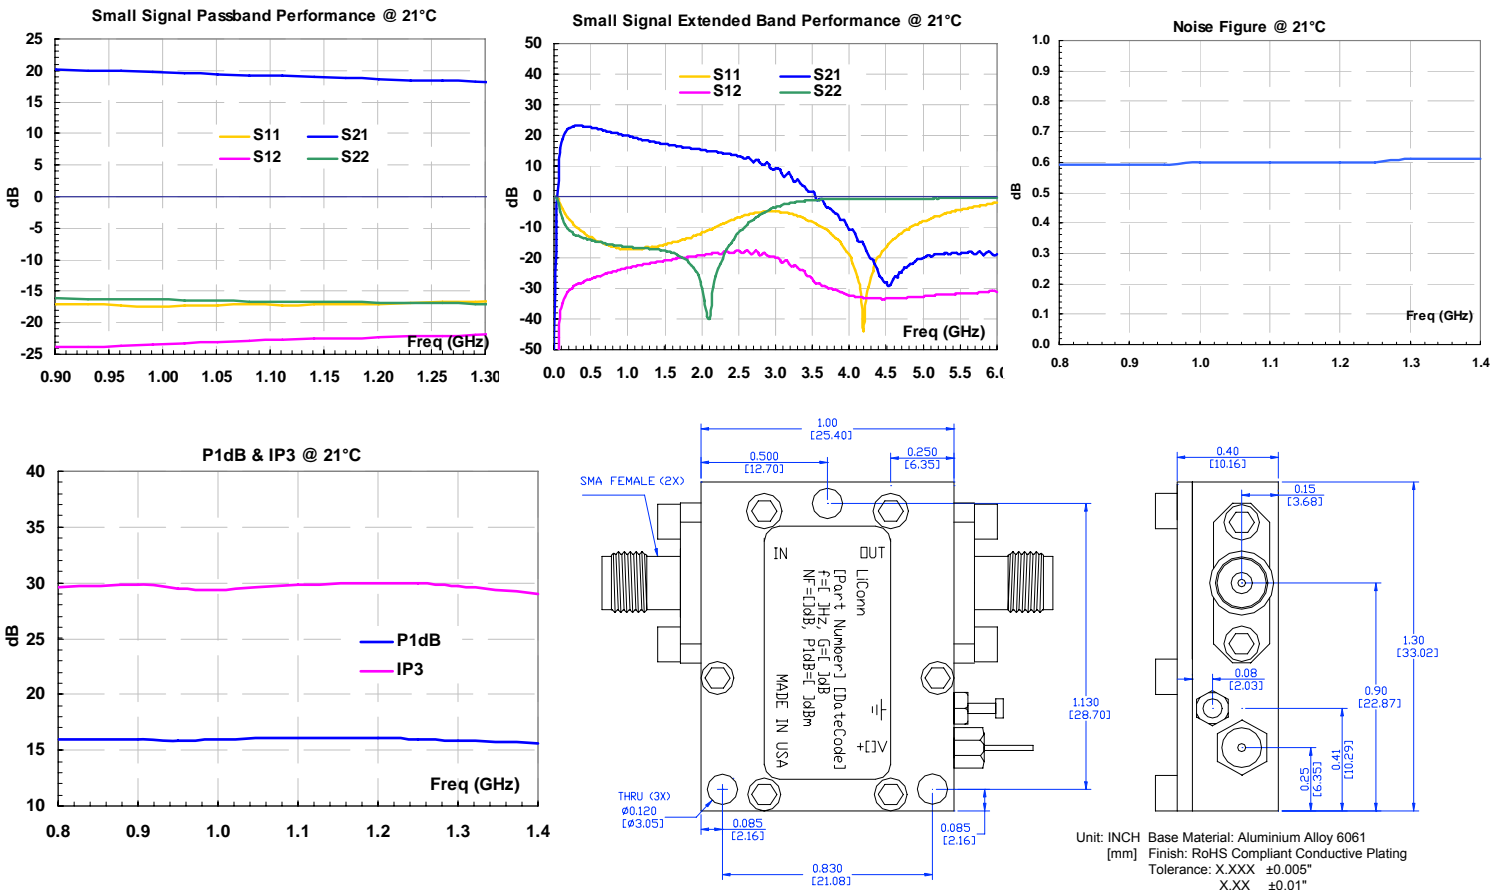 Small Signal Passband Performance @ 21°C
25
20
15
10
5
0
-5
-10
-15
-20
-25
dB
S11
S21
S12
S22
Freq (GHz)
0.90 0.95 1.00 1.05 1.10 1.15 1.20 1.25 1.30
Small Signal Extended Band Performance @ 21°C
50
40
30
20
10
0
-10
-20
-30
-40
-50
dB
S11
S21
S12
S22
Freq (GHz)
0.0 0.5 1.0 1.5 2.0 2.5 3.0 3.5 4.0 4.5 5.0 5.5 6.0
Noise Figure @ 21°C
1.0
0.9
0.8
0.7
0.6
0.5
0.4
0.3
0.2
0.1
0.0
dB
Freq (GHz)
0.8 0.9 1.0 1.1 1.2 1.3 1.4
P1dB & IP3 @ 21°C
40
35
30
25
20
15
10
dB
P1dB
IP3
Freq (GHz)
0.8 0.9 1.0 1.1 1.2 1.3 1.4
1.00
[25.40]
0.500
[12.70]
0.250
[6.35]
SMA FEMALE (2X)
IN
OUT
LiConn
[Part Number] [DateCode]
f=[ ]Hz, G=[ ]dB
NF=[]dB, P1dB=[ ]dBm
MADE IN USA
+[]V
1.130
[28.70]
THRU (3X)
Ø0.120
[Ø3.05]
0.085
[2.16]
0.085
[2.16]
0.830
[21.08]
0.40
[10.16]
0.15
[3.68]
0.08
[2.03]
1.30
[33.02]
0.90
[22.87]
0.41
[10.29]
0.25
[6.35]
Unit: INCH Base Material: Aluminium Alloy 6061
[mm] Finish: RoHS Compliant Conductive Plating
Tolerance: X.XXX ±0.005"
X.XX ±0.01"